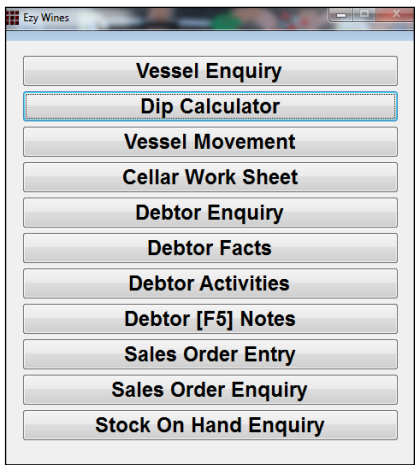 Ezy Wines
Vessel Enquiry
Dip Calculator
Vessel Movement
Cellar Work Sheet
Debtor Enquiry
Debtor Facts
Debtor Activities
Debtor [F5] Notes
Sales Order Entry
Sales Order Enquiry
Stock On Hand Enquiry